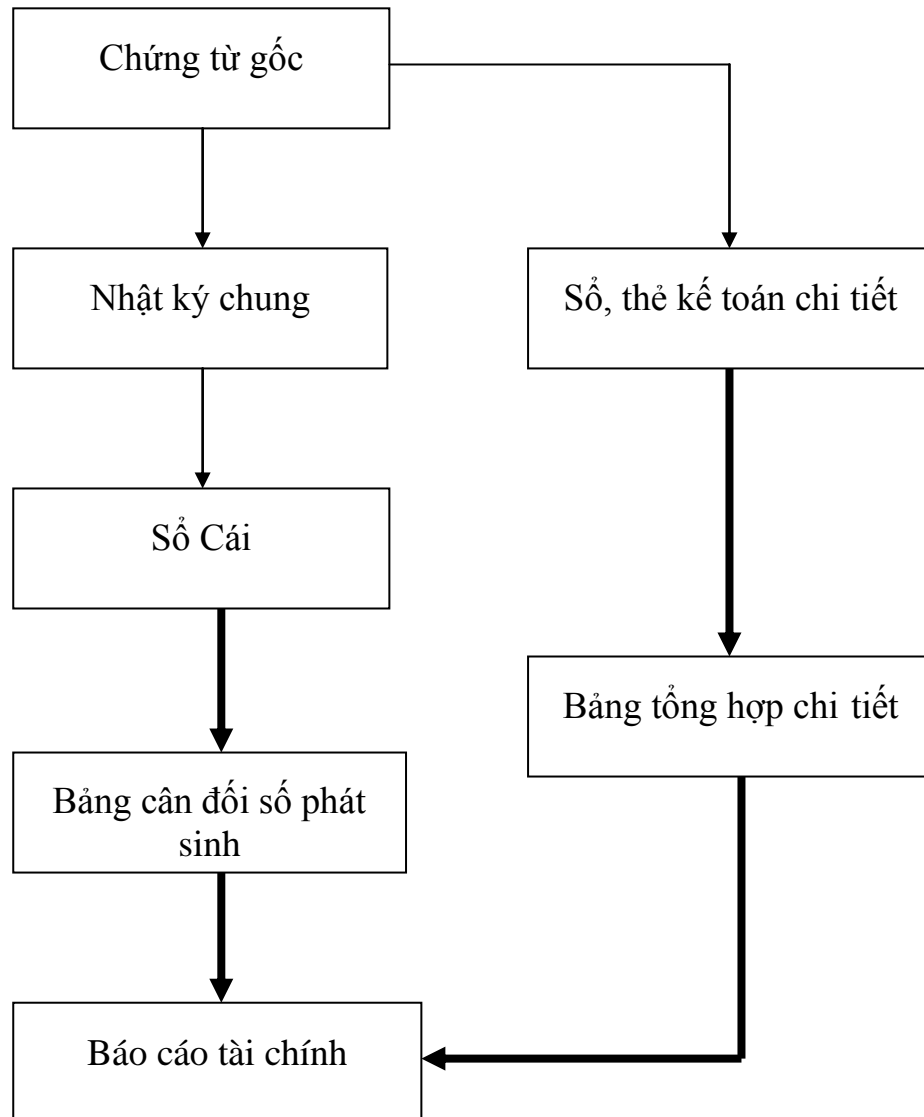 Chứng từ gốc
Nhật ký chung
Sổ, thẻ kế toán chi tiết
Sổ Cái
Bảng tổng hợp chi tiết
Bảng cân đối số phát
sinh
Báo cáo tài chính